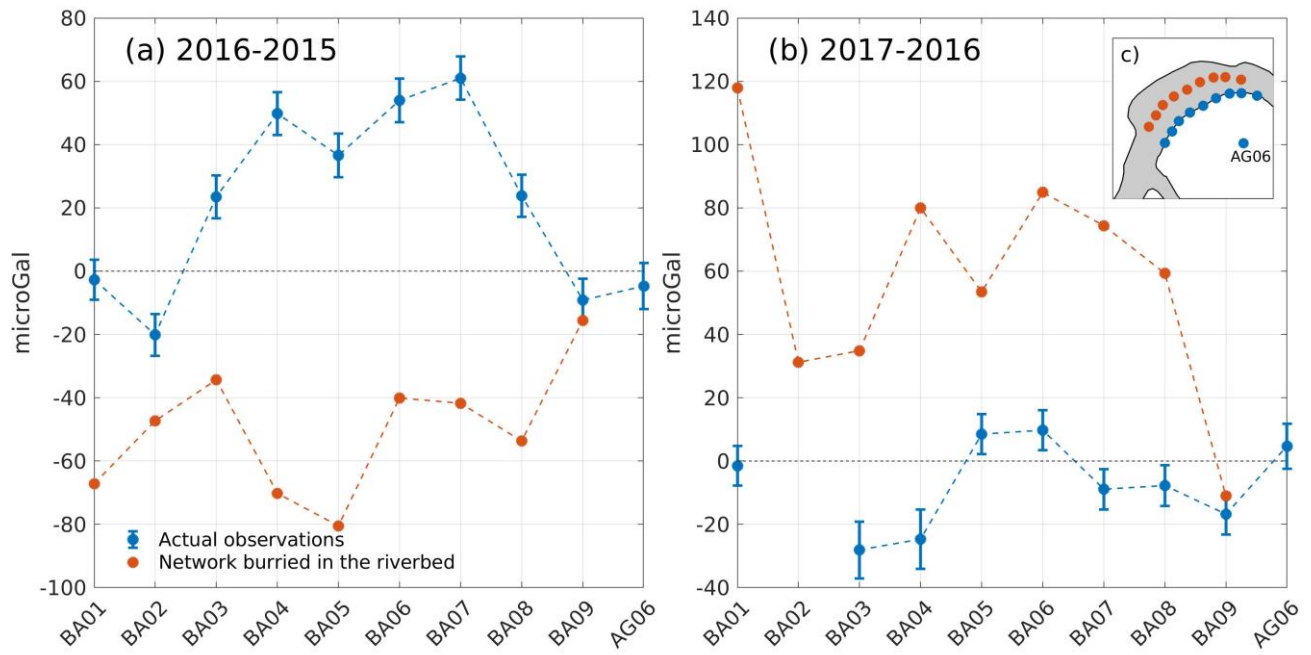 (a) 2016-2015
80
60
40
20
0
-20
-40
-60
-80
-100
microGal
Actual observations
Network burried in the riverbed
BA01 BA02 BA03 BA04 BA05 BA06 BA07 BA08 BA09 AG06
(b) 2017-2016
140
120
100
80
60
40
20
0
-20
-40
microGal
c)
AG06
BA01 BA02 BA03 BA04 BA05 BA06 BA07 BA08 BA09 AG06